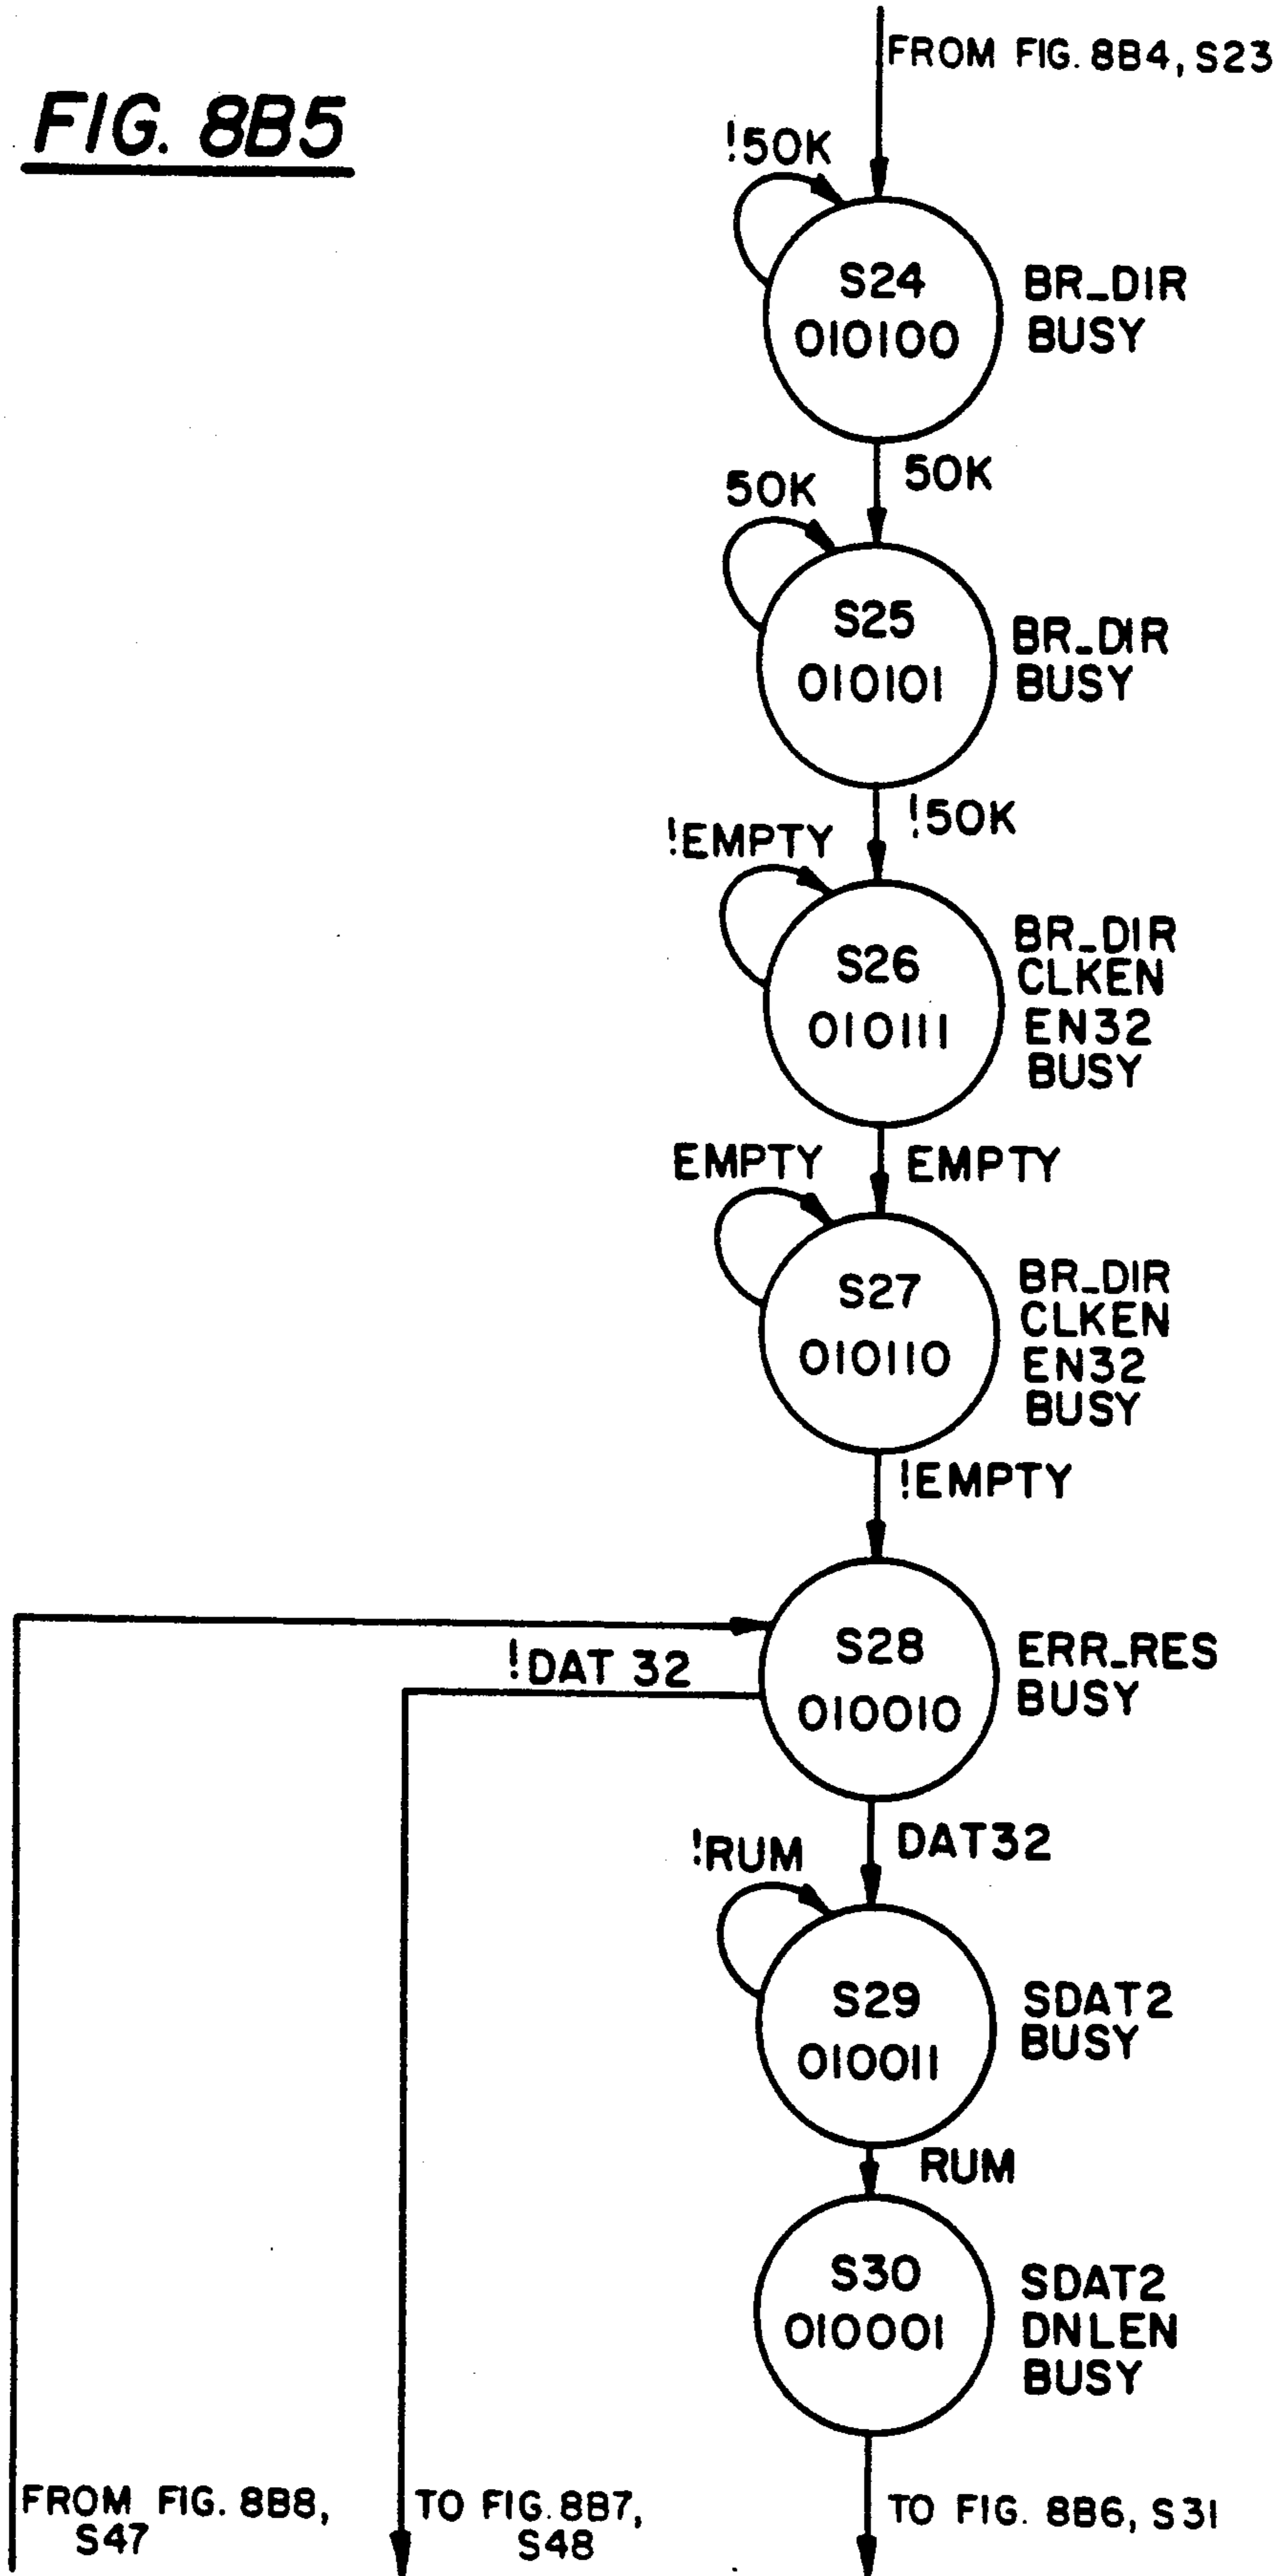 FROM FIG. 8B4, S23
FIG. 8B5
!50K
S24
010100
BR_DIR
BUSY
50K
50K
S25
010101
BR_DIR
BUSY
!50K
!EMPTY
S26
010111
BR_DIR
CLKEN
EN32
BUSY
EMPTY
EMPTY
S27
010110
BR_DIR
CLKEN
EN32
BUSY
!EMPTY
S28
010010
ERR_RES
BUSY
!DAT 32
DAT32
!RUM
S29
010011
SDAT2
BUSY
RUM
S30
010001
SDAT2
DNLEN
BUSY
FROM FIG. 8B8,
S47
TO FIG. 8B7,
S48
TO FIG. 8B6, S31